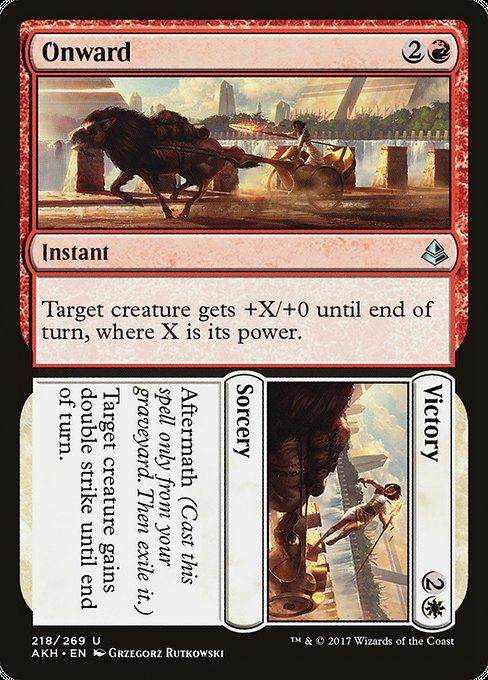 Onward 2
Instant
Target creature gets +X/+0 until end of
turn, where X is its power.
Victory 2
Sorcery
Aftermath (Cast this
spell only from your
graveyard. Then exile it.)
Target creature gains
double strike until end
of turn.
218/269 U
AKH • EN Grzegorz Rutkowski
™ & © 2017 Wizards of the Coast